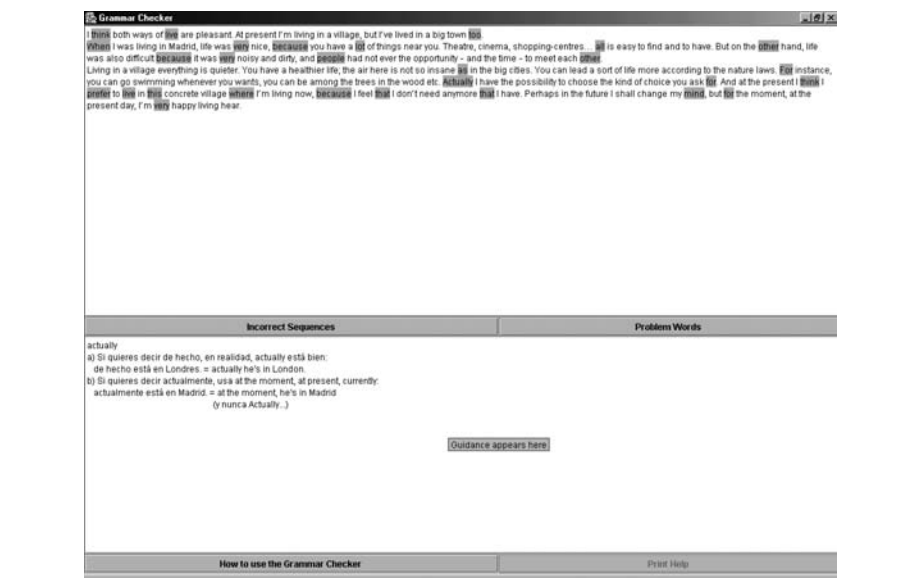 Grammar Checker
I think both ways of live are pleasant. At present I'm living in a village, but I've lived in a big town too.
When I was living in Madrid, life was very nice, because you have a lot of things near you. Theatre, cinema, shopping-centres... all is easy to find and to have. But on the other hand, life
was also difficult because it was very noisy and dirty, and people had not ever the opportunity - and the time - to meet each other.
Living in a village everything is quieter. You have a healthier life; the air here is not so insane as in the big cities. You can lead a sort of life more according to the nature laws. For instance,
you can go swimming whenever you wants, you can be among the trees in the wood etc. Actually I have the possibility to choose the kind of choice you ask for. And at the present I think I
prefer to live in this concrete village where I'm living now, because I feel that I don't need anymore that I have. Perhaps in the future I shall change my mind, but for the moment, at the
present day, I'm very happy living hear.
Incorrect Sequences
Problem Words
actually
a) Si quieres decir de hecho, en realidad, actually está bien:
de hecho está en Londres. = actually he's in London.
b) Si quieres decir actualmente, usa at the moment, at present, currently:
actualmente está en Madrid. = at the moment, he's in Madrid
(y nunca Actually...)
Guidance appears here
How to use the Grammar Checker
Print Help